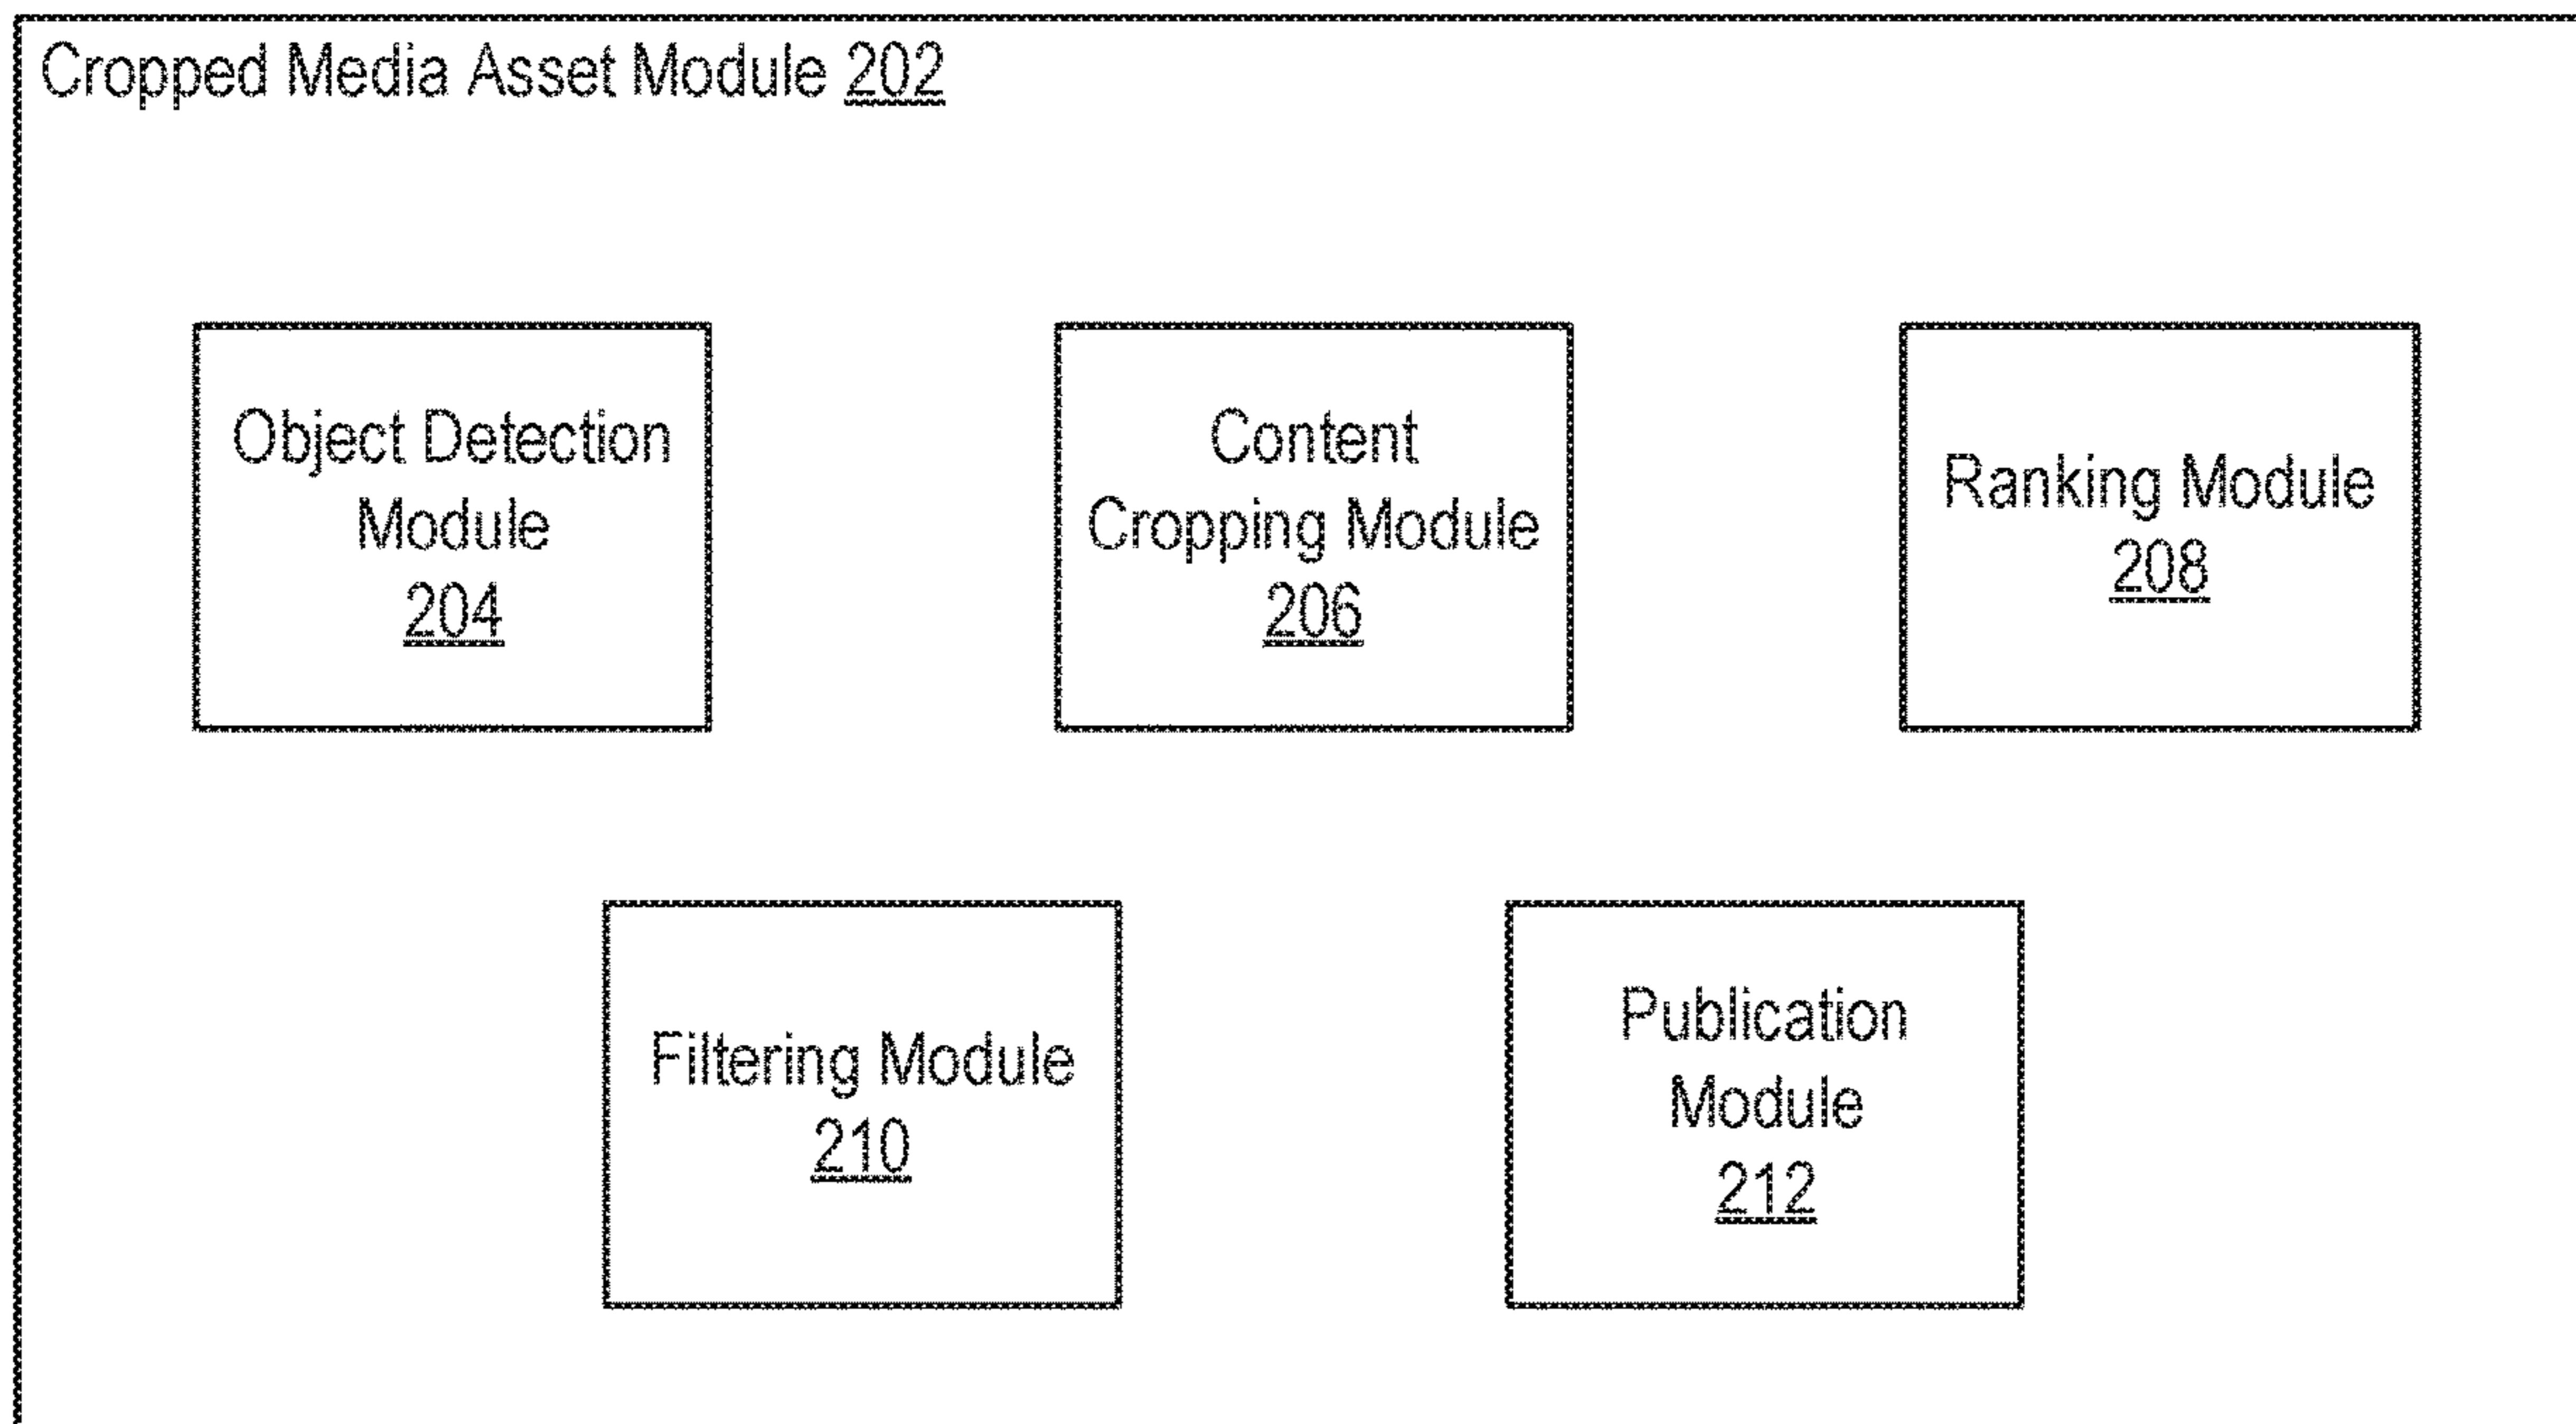 Cropped Media Asset Module 202
Object Detection
Module
204
Content
Cropping Module
206
Ranking Module
208
Filtering Module
210
Publication
Module
212